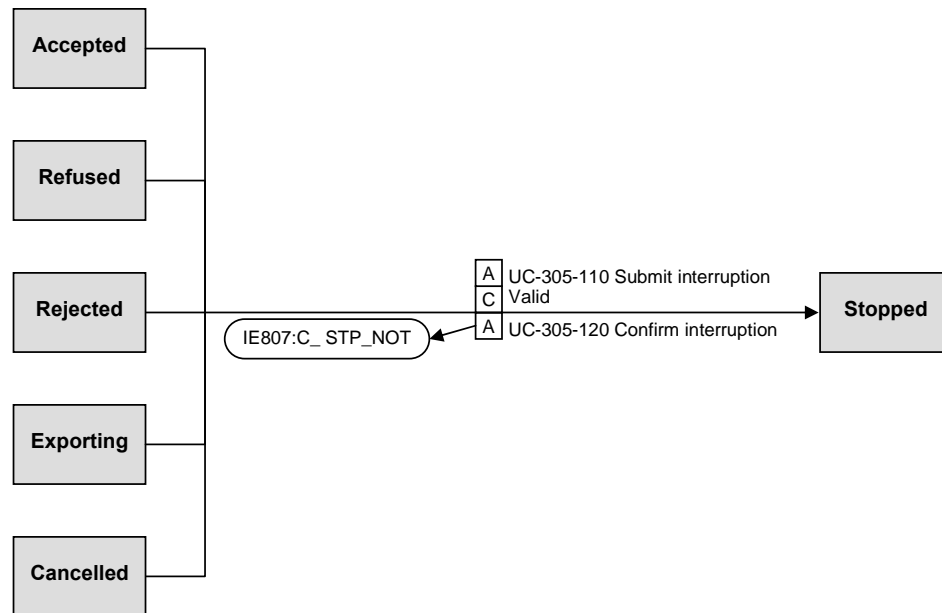 Accepted
Refused
Rejected
Exporting
Cancelled
A UC-305-110 Submit interruption
C Valid
A UC-305-120 Confirm interruption
IE807:C_ STP_NOT
Stopped